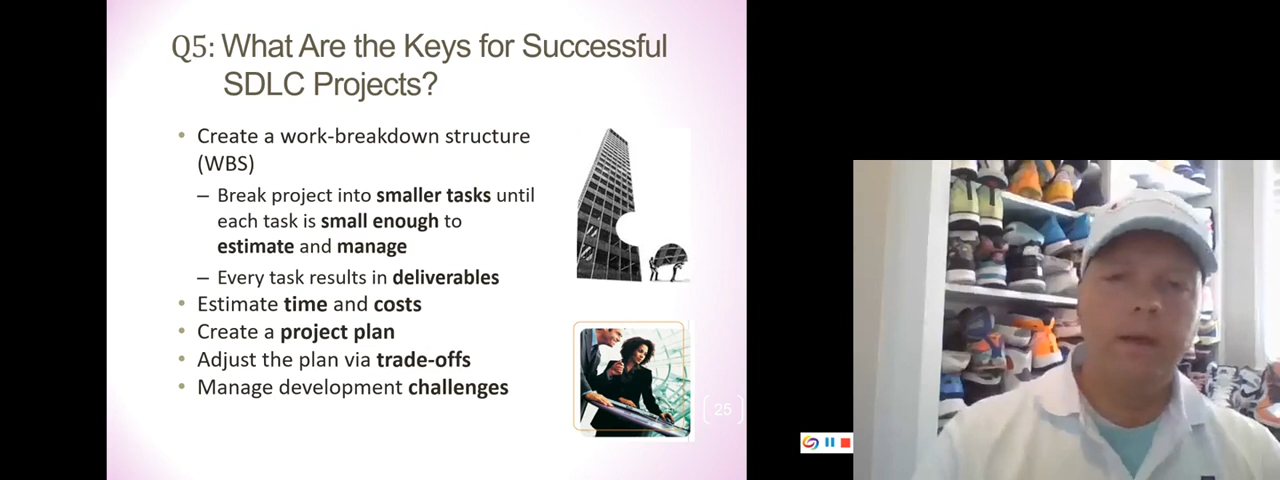 Q5: What Are the Keys for Successful
SDLC Projects?
• Create a work-breakdown structure
(WBS)
– Break project into smaller tasks until
each task is small enough to
estimate and manage
– Every task results in deliverables
• Estimate time and costs
• Create a project plan
• Adjust the plan via trade-offs
• Manage development challenges
25